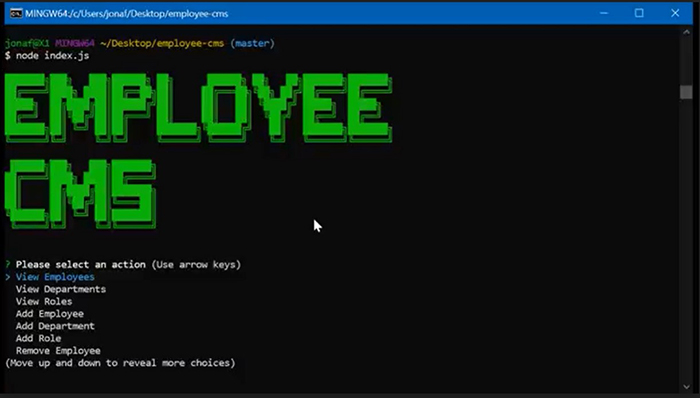 MINGW64:/c/Users/jonaf/Desktop/employee-cms
jonaf@X1 MINGW64 ~/Desktop/employee-cms (master)
$ node index.js
EMPLOYEE
CMS
? Please select an action (Use arrow keys)
> View Employees
View Departments
View Roles
Add Employee
Add Department
Add Role
Remove Employee
(Move up and down to reveal more choices)